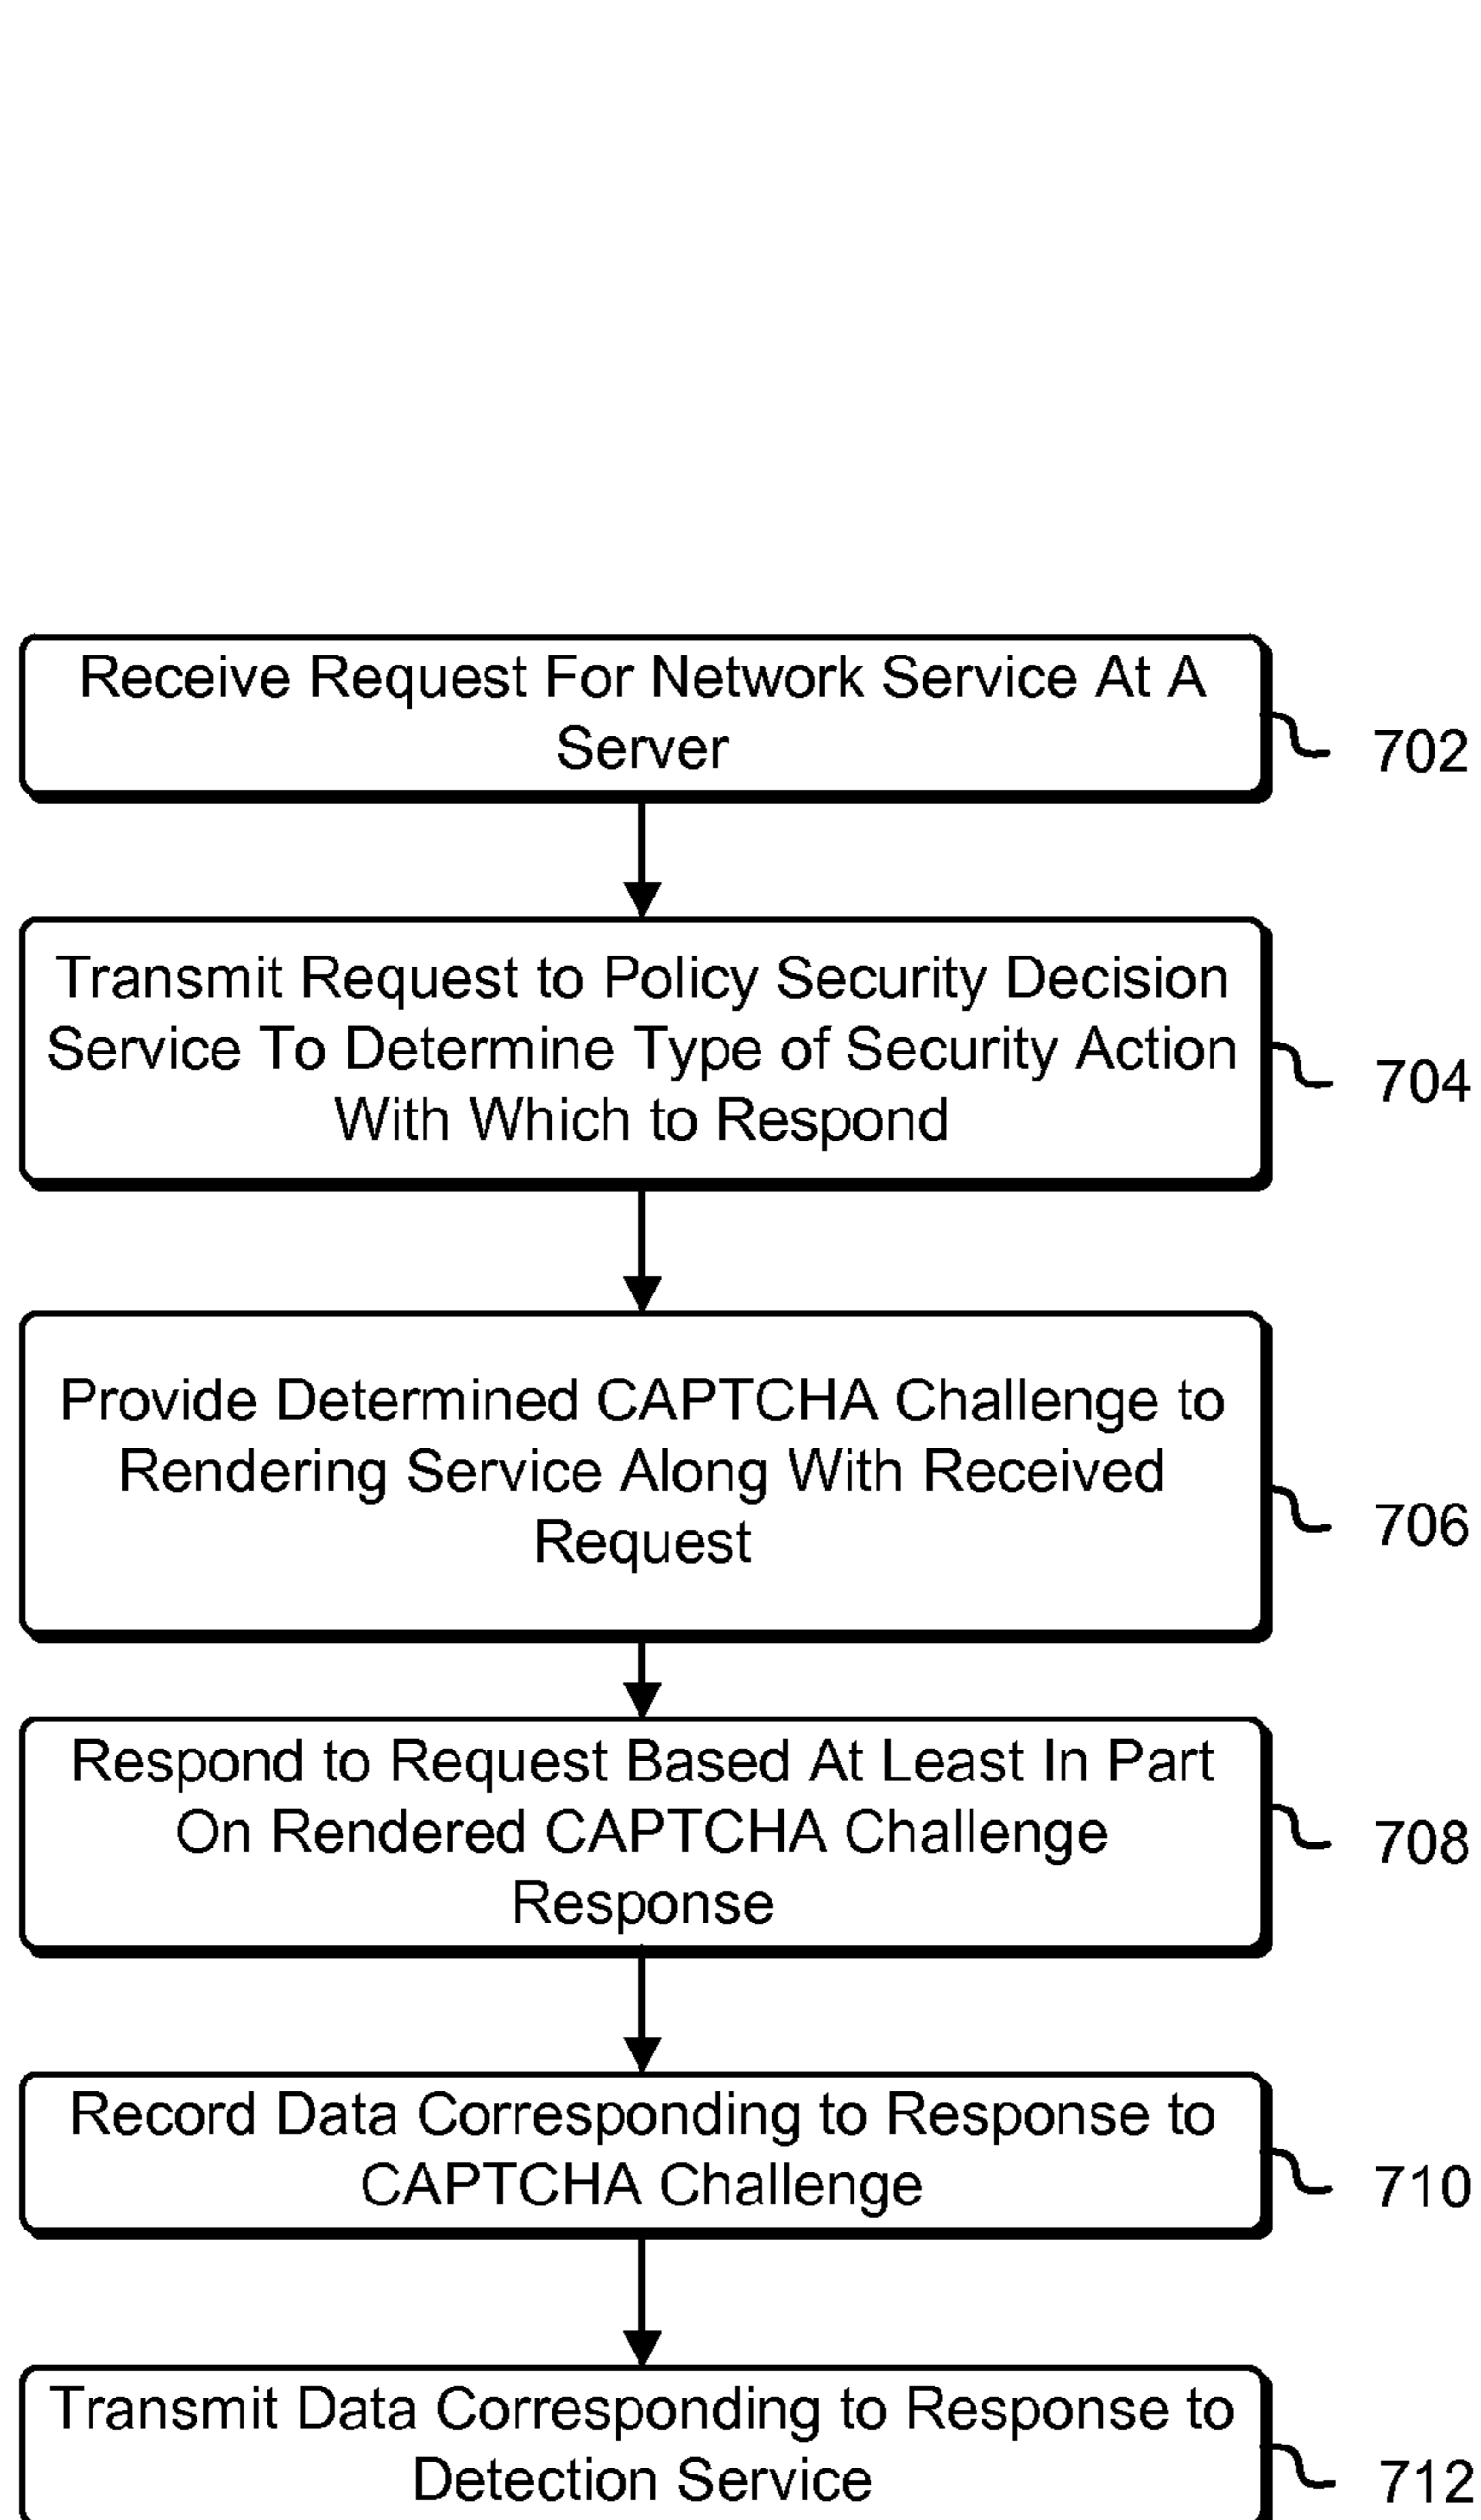 Receive Request For Network Service At A
Server
702
Transmit Request to Policy Security Decision
Service To Determine Type of Security Action
With Which to Respond
704
Provide Determined CAPTCHA Challenge to
Rendering Service Along With Received
Request
706
Respond to Request Based At Least In Part
On Rendered CAPTCHA Challenge
Response
708
Record Data Corresponding to Response to
CAPTCHA Challenge
710
Transmit Data Corresponding to Response to
Detection Service
712